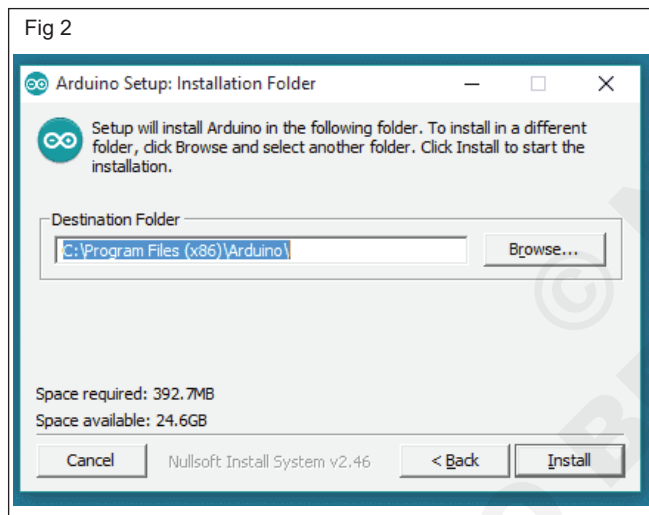 Fig 2
Arduino Setup: Installation Folder
Setup will install Arduino in the following folder. To install in a different
folder, click Browse and select another folder. Click Install to start the
installation.
Destination Folder
C:\Program Files (x86)\Arduino\
Browse...
Space required: 392.7MB
Space available: 24.6GB
Cancel
Nullsoft Install System v2.46
< Back
Install